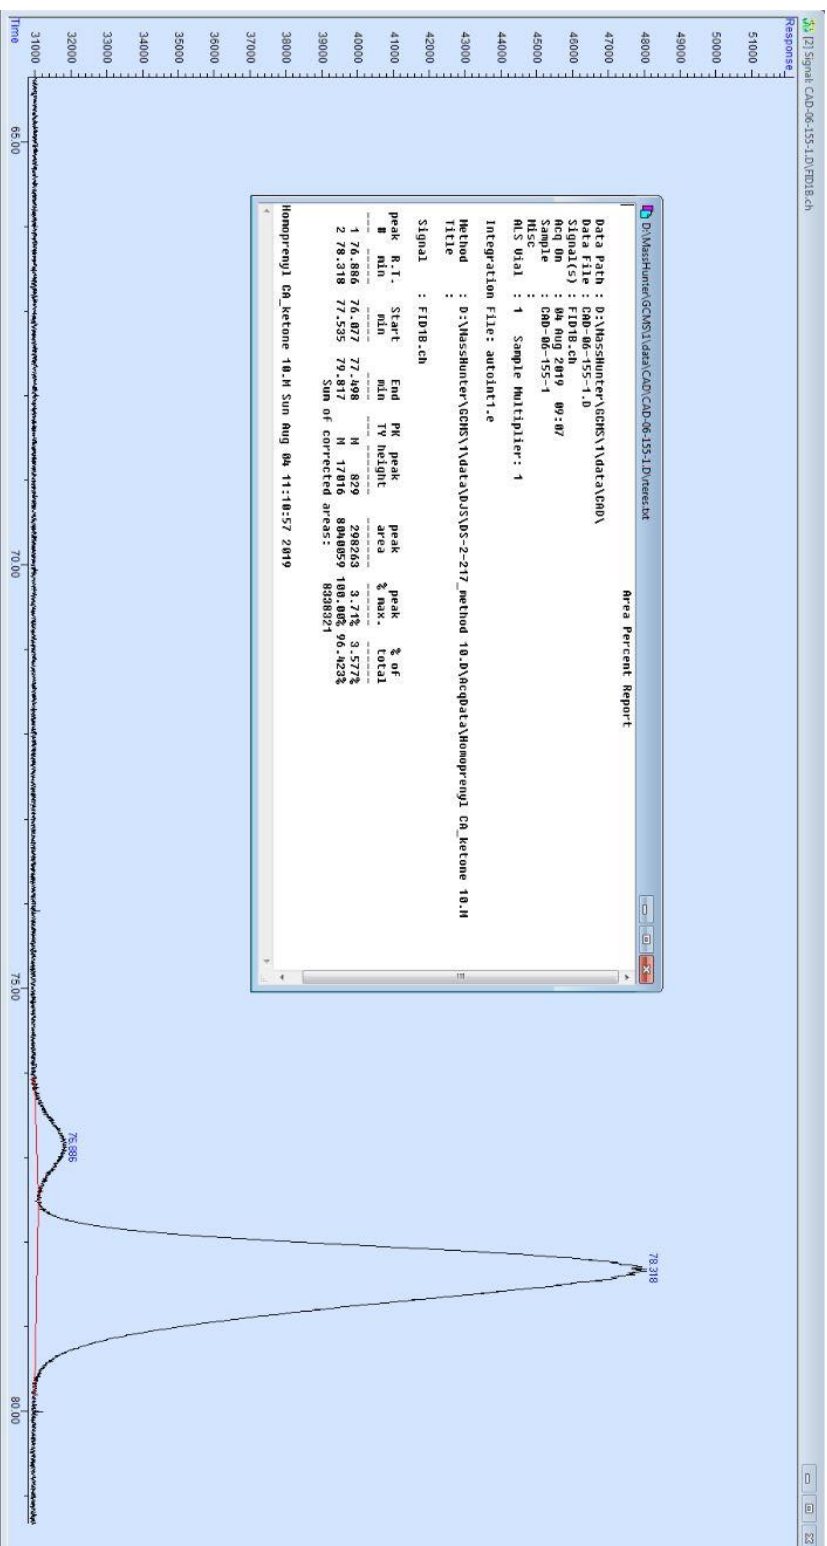 [2] Signal: CAD-06-155-1.D\FID1B.ch
Response
51000
50000
49000
48000
47000
46000
45000
44000
43000
42000
41000
40000
39000
38000
37000
36000
35000
34000
33000
32000
31000
Time
65.00
70.00
75.00
80.00
76.886
78.318
D:\MassHunter\GCMS\1\data\CAD\CAD-06-155-1.D\rteres.txt
Area Percent Report
Data Path : D:\MassHunter\GCMS\1\data\CAD\
Data File : CAD-06-155-1.D
Signal(s) : FID1B.ch
Acq On : 04 Aug 2019 09:07
Sample : CAD-06-155-1
Misc :
ALS Vial : 1 Sample Multiplier: 1
Integration File: autoint1.e
Method : D:\MassHunter\GCMS\1\data\DJS\DS-2-217_method 10.D\AcqData\Homoprenyl CA_ketone 10.M
Title :
Signal : FID1B.ch
peak R.T. Start End PK peak peak peak % of
# min min min TY height area % max. total
--- ----- ----- ----- --- ------- ------- ------ -------
1 76.886 76.077 77.498 M 829 298263 3.71% 3.577%
2 78.318 77.535 79.817 M 17016 8040059 100.00% 96.423%
Sum of corrected areas: 8338321
Homoprenyl CA_ketone 10.M Sun Aug 04 11:10:57 2019